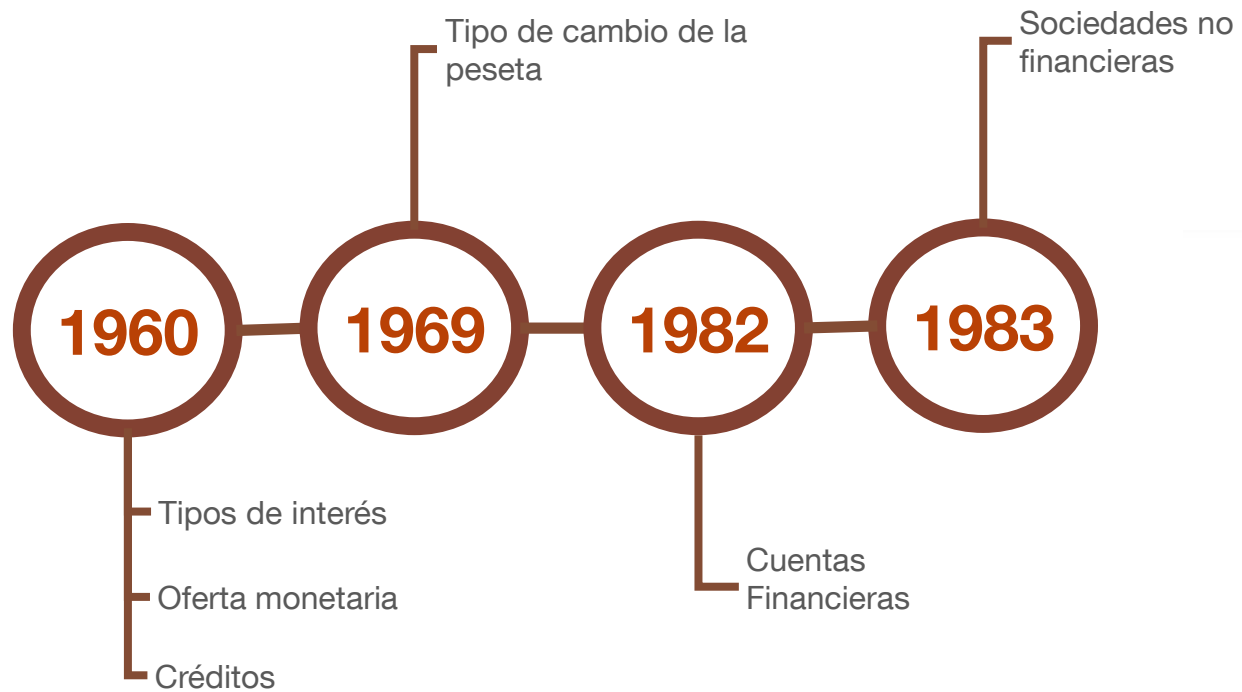 Tipo de cambio de la
peseta
Sociedades no
financieras
1960
1969
1982
1983
Tipos de interés
Oferta monetaria
Créditos
Cuentas
Financieras